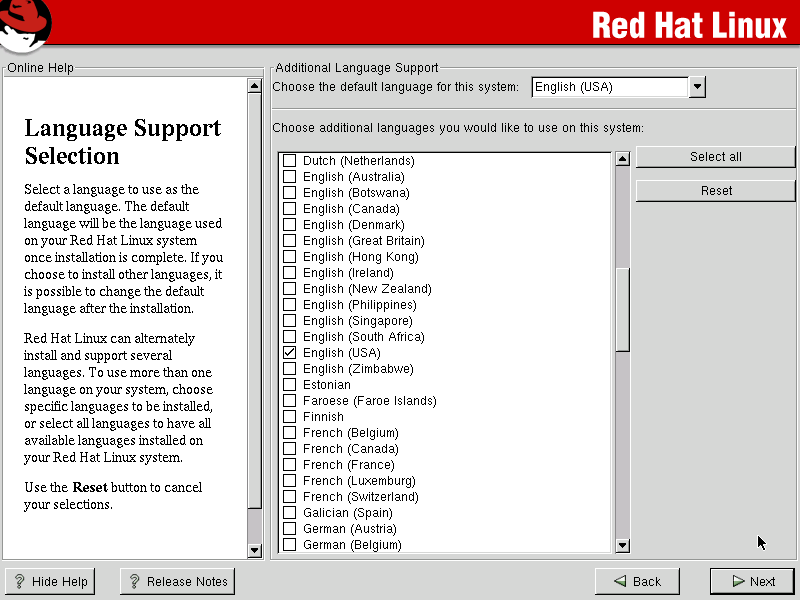 Red Hat Linux
Online Help
Language Support
Selection
Select a language to use as the
default language. The default
language will be the language used
on your Red Hat Linux system
once installation is complete. If you
choose to install other languages, it
is possible to change the default
language after the installation.
Red Hat Linux can alternately
install and support several
languages. To use more than one
language on your system, choose
specific languages to be installed,
or select all languages to have all
available languages installed on
your Red Hat Linux system.
Use the Reset button to cancel
your selections.
Additional Language Support
Choose the default language for this system: English (USA)
Choose additional languages you would like to use on this system:
Dutch (Netherlands)
English (Australia)
English (Botswana)
English (Canada)
English (Denmark)
English (Great Britain)
English (Hong Kong)
English (Ireland)
English (New Zealand)
English (Philippines)
English (Singapore)
English (South Africa)
English (USA)
English (Zimbabwe)
Estonian
Faroese (Faroe Islands)
Finnish
French (Belgium)
French (Canada)
French (France)
French (Luxemburg)
French (Switzerland)
Galician (Spain)
German (Austria)
German (Belgium)
Select all
Reset
Hide Help
Release Notes
Back
Next